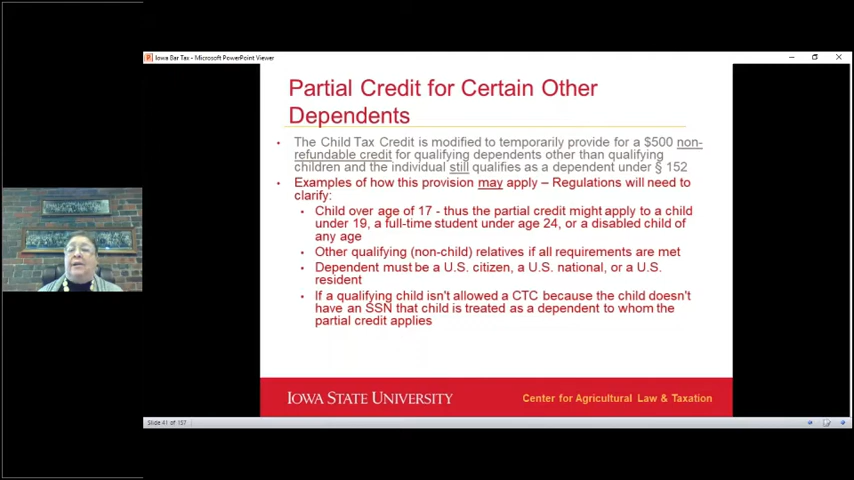 Iowa Bar Tax - Microsoft PowerPoint Viewer
Partial Credit for Certain Other
Dependents
• The Child Tax Credit is modified to temporarily provide for a $500 non-
refundable credit for qualifying dependents other than qualifying
children and the individual still qualifies as a dependent under § 152
• Examples of how this provision may apply – Regulations will need to
clarify:
• Child over age of 17 - thus the partial credit might apply to a child
under 19, a full-time student under age 24, or a disabled child of
any age
• Other qualifying (non-child) relatives if all requirements are met
• Dependent must be a U.S. citizen, a U.S. national, or a U.S.
resident
• If a qualifying child isn't allowed a CTC because the child doesn't
have an SSN that child is treated as a dependent to whom the
partial credit applies
IOWA STATE UNIVERSITY
Center for Agricultural Law & Taxation
Slide 41 of 157